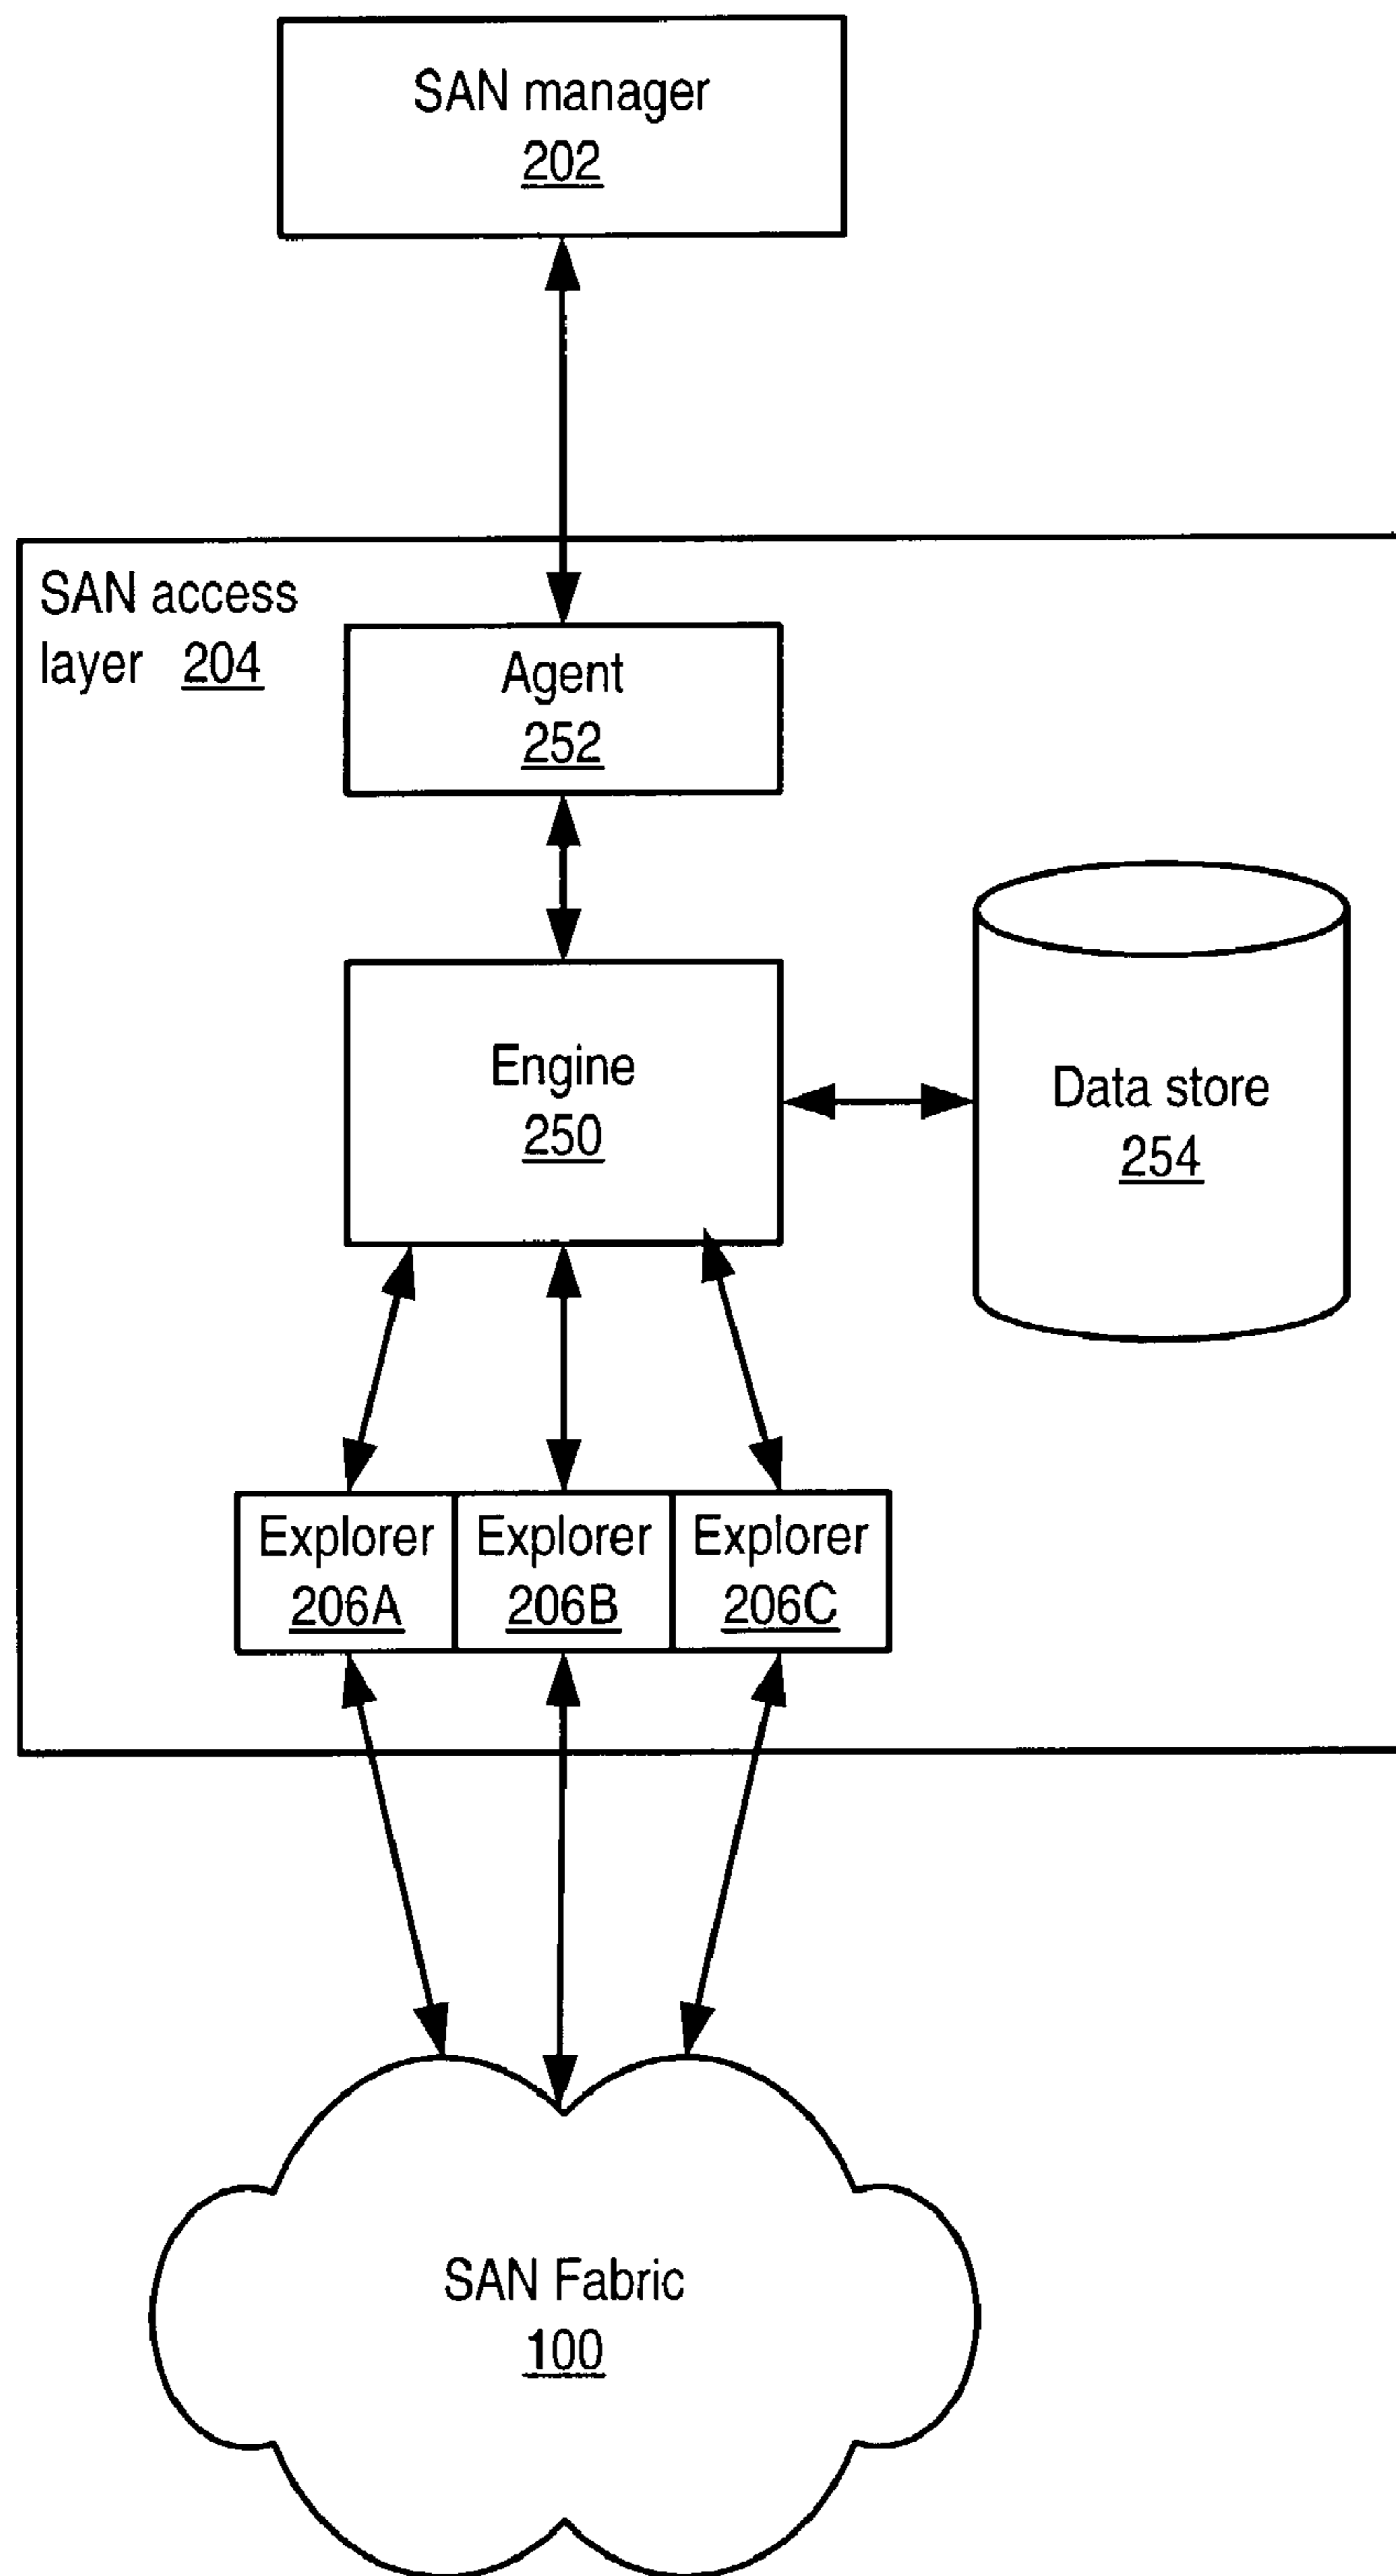 SAN manager
202
SAN access
layer 204
Agent
252
Engine
250
Data store
254
Explorer
206A
Explorer
206B
Explorer
206C
SAN Fabric
100